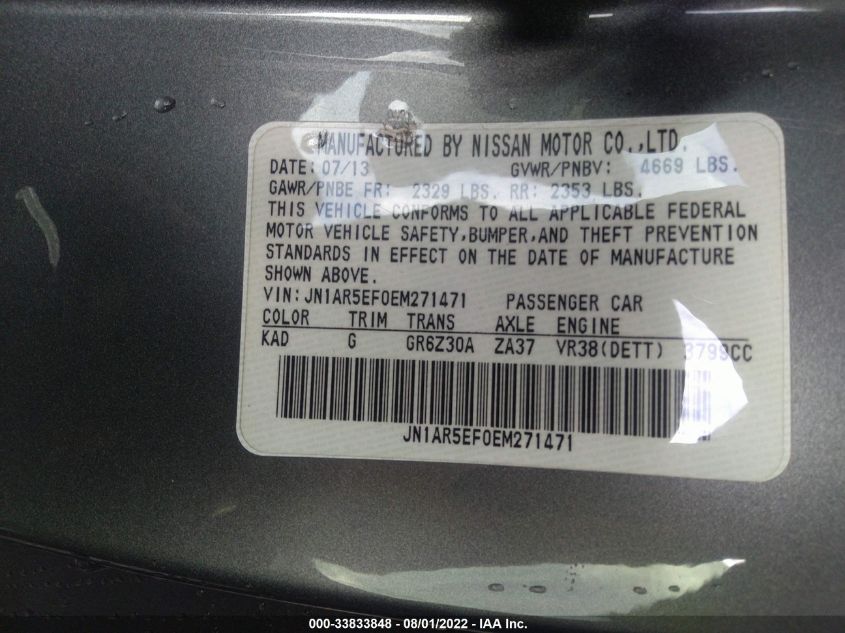 MANUFACTURED BY NISSAN MOTOR CO.,LTD.
DATE: 07/13 GVWR/PNBV: 4669 LBS.
GAWR/PNBE FR: 2329 LBS. RR: 2353 LBS.
THIS VEHICLE CONFORMS TO ALL APPLICABLE FEDERAL
MOTOR VEHICLE SAFETY,BUMPER,AND THEFT PREVENTION
STANDARDS IN EFFECT ON THE DATE OF MANUFACTURE
SHOWN ABOVE.
VIN: JN1AR5EF0EM271471 PASSENGER CAR
COLOR TRIM TRANS AXLE ENGINE
KAD G GR6Z30A ZA37 VR38(DETT) 3799CC
JN1AR5EF0EM271471
000-33833848 - 08/01/2022 - IAA Inc.